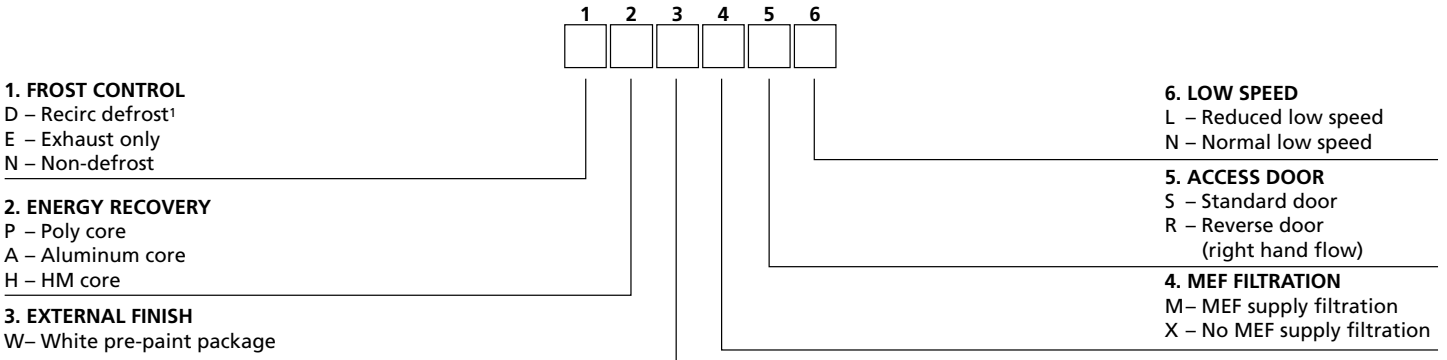 1 2 3 4 5 6
1. FROST CONTROL
D – Recirc defrost¹
E – Exhaust only
N – Non-defrost
2. ENERGY RECOVERY
P – Poly core
A – Aluminum core
H – HM core
3. EXTERNAL FINISH
W– White pre-paint package
6. LOW SPEED
L – Reduced low speed
N – Normal low speed
5. ACCESS DOOR
S – Standard door
R – Reverse door
(right hand flow)
4. MEF FILTRATION
M– MEF supply filtration
X – No MEF supply filtration